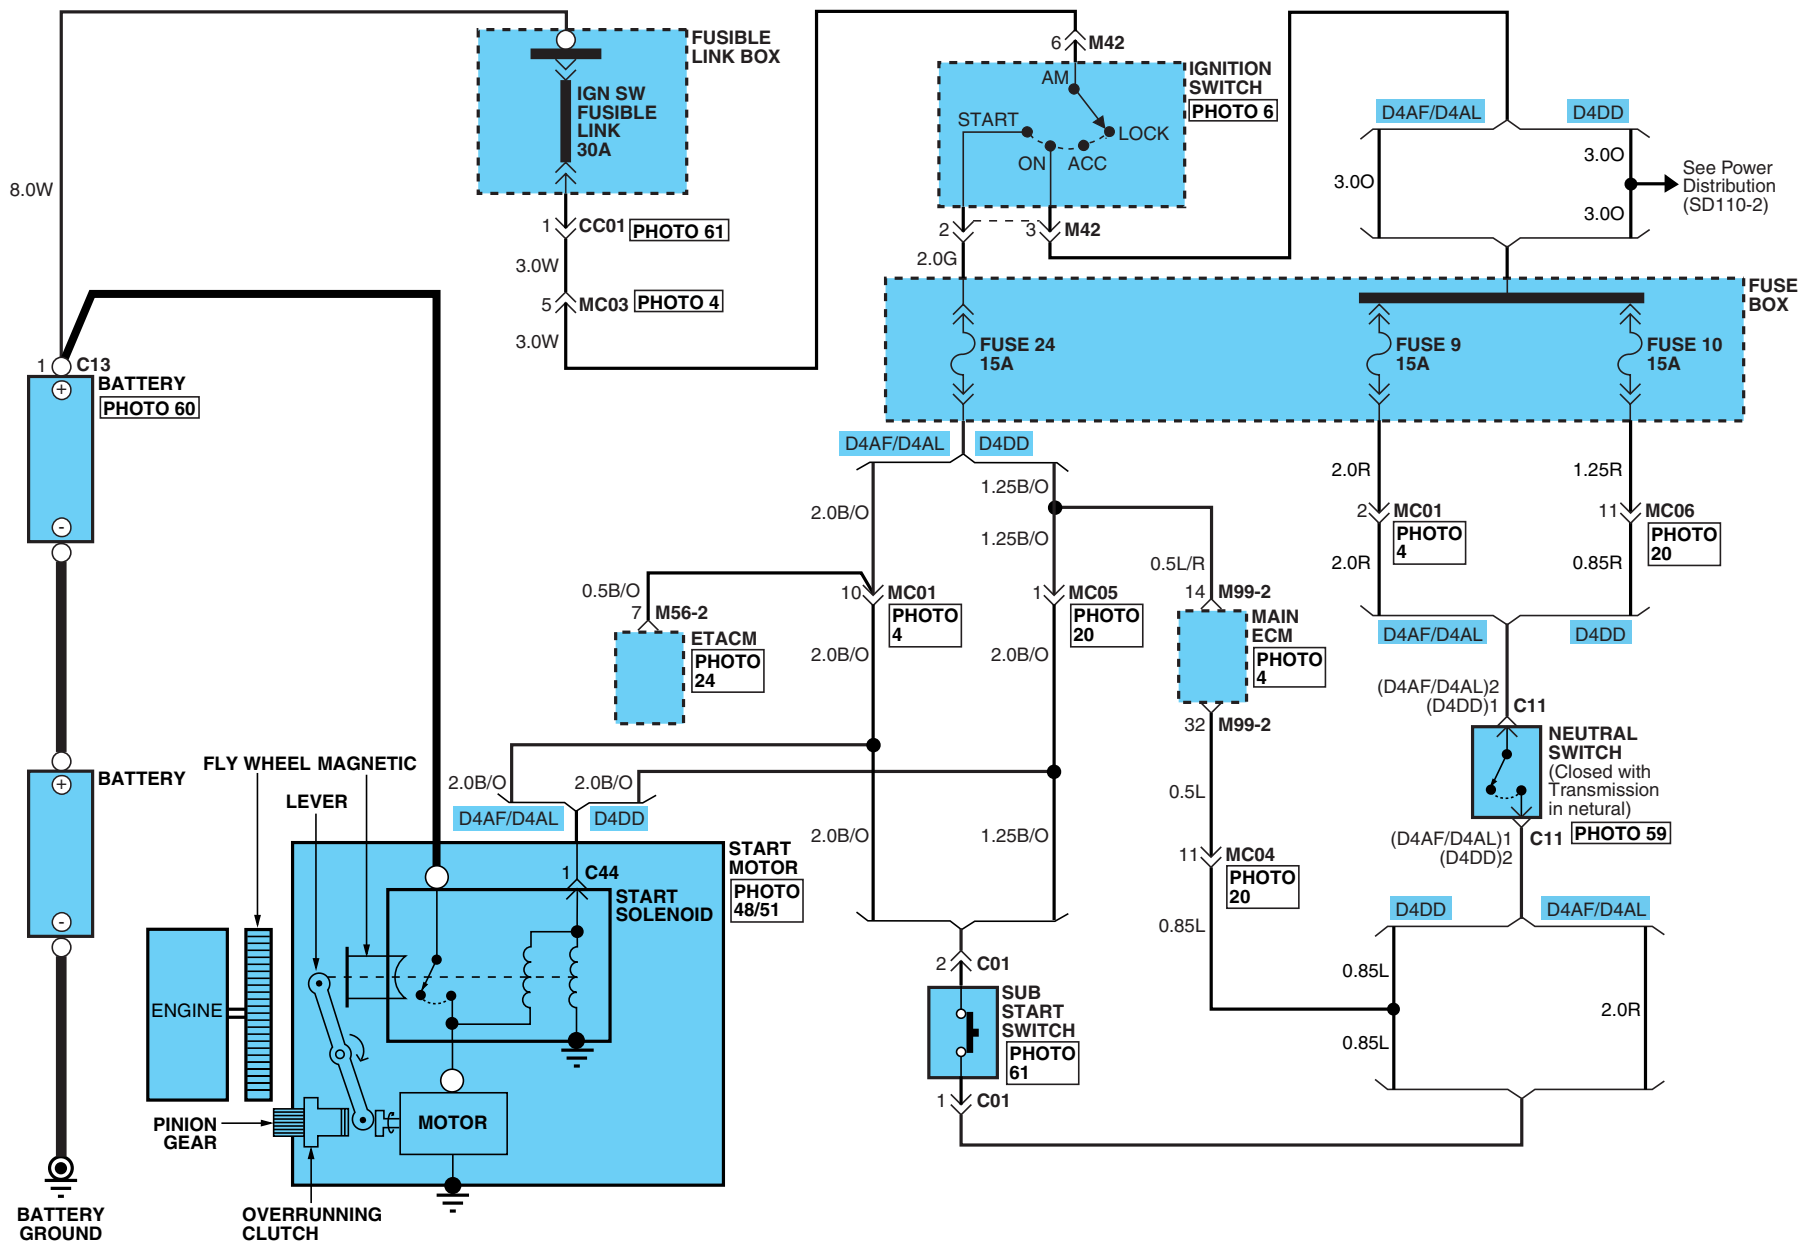 FUSIBLE
LINK BOX
IGN SW
FUSIBLE
LINK
30A
8.0W
1
CC01
PHOTO 61
3.0W
5
MC03
PHOTO 4
3.0W
6
M42
IGNITION
SWITCH
PHOTO 6
AM
START
LOCK
ON
ACC
2
3
M42
2.0G
D4AF/D4AL
D4DD
3.0O
3.0O
3.0O
See Power
Distribution
(SD110-2)
FUSE
BOX
FUSE 24
15A
FUSE 9
15A
FUSE 10
15A
1
C13
BATTERY
PHOTO 60
+
-
D4AF/D4AL
D4DD
2.0B/O
1.25B/O
1.25B/O
2.0R
1.25R
2
MC01
PHOTO
4
11
MC06
PHOTO
20
2.0R
0.85R
0.5B/O
7
M56-2
ETACM
PHOTO
24
10
MC01
PHOTO
4
1
MC05
PHOTO
20
0.5L/R
14
M99-2
MAIN
ECM
PHOTO
4
32
M99-2
D4AF/D4AL
D4DD
2.0B/O
2.0B/O
(D4AF/D4AL)2
(D4DD)1
C11
NEUTRAL
SWITCH
(Closed with
Transmission
in netural)
PHOTO 59
(D4AF/D4AL)1
(D4DD)2
C11
BATTERY
+
-
FLY WHEEL
MAGNETIC
LEVER
2.0B/O
2.0B/O
D4AF/D4AL
D4DD
2.0B/O
1.25B/O
0.5L
11
MC04
PHOTO
20
0.85L
START
MOTOR
PHOTO
48/51
1
C44
START
SOLENOID
D4DD
D4AF/D4AL
0.85L
0.85L
2.0R
2
C01
SUB
START
SWITCH
PHOTO
61
1
C01
ENGINE
PINION
GEAR
MOTOR
OVERRUNNING
CLUTCH
BATTERY
GROUND